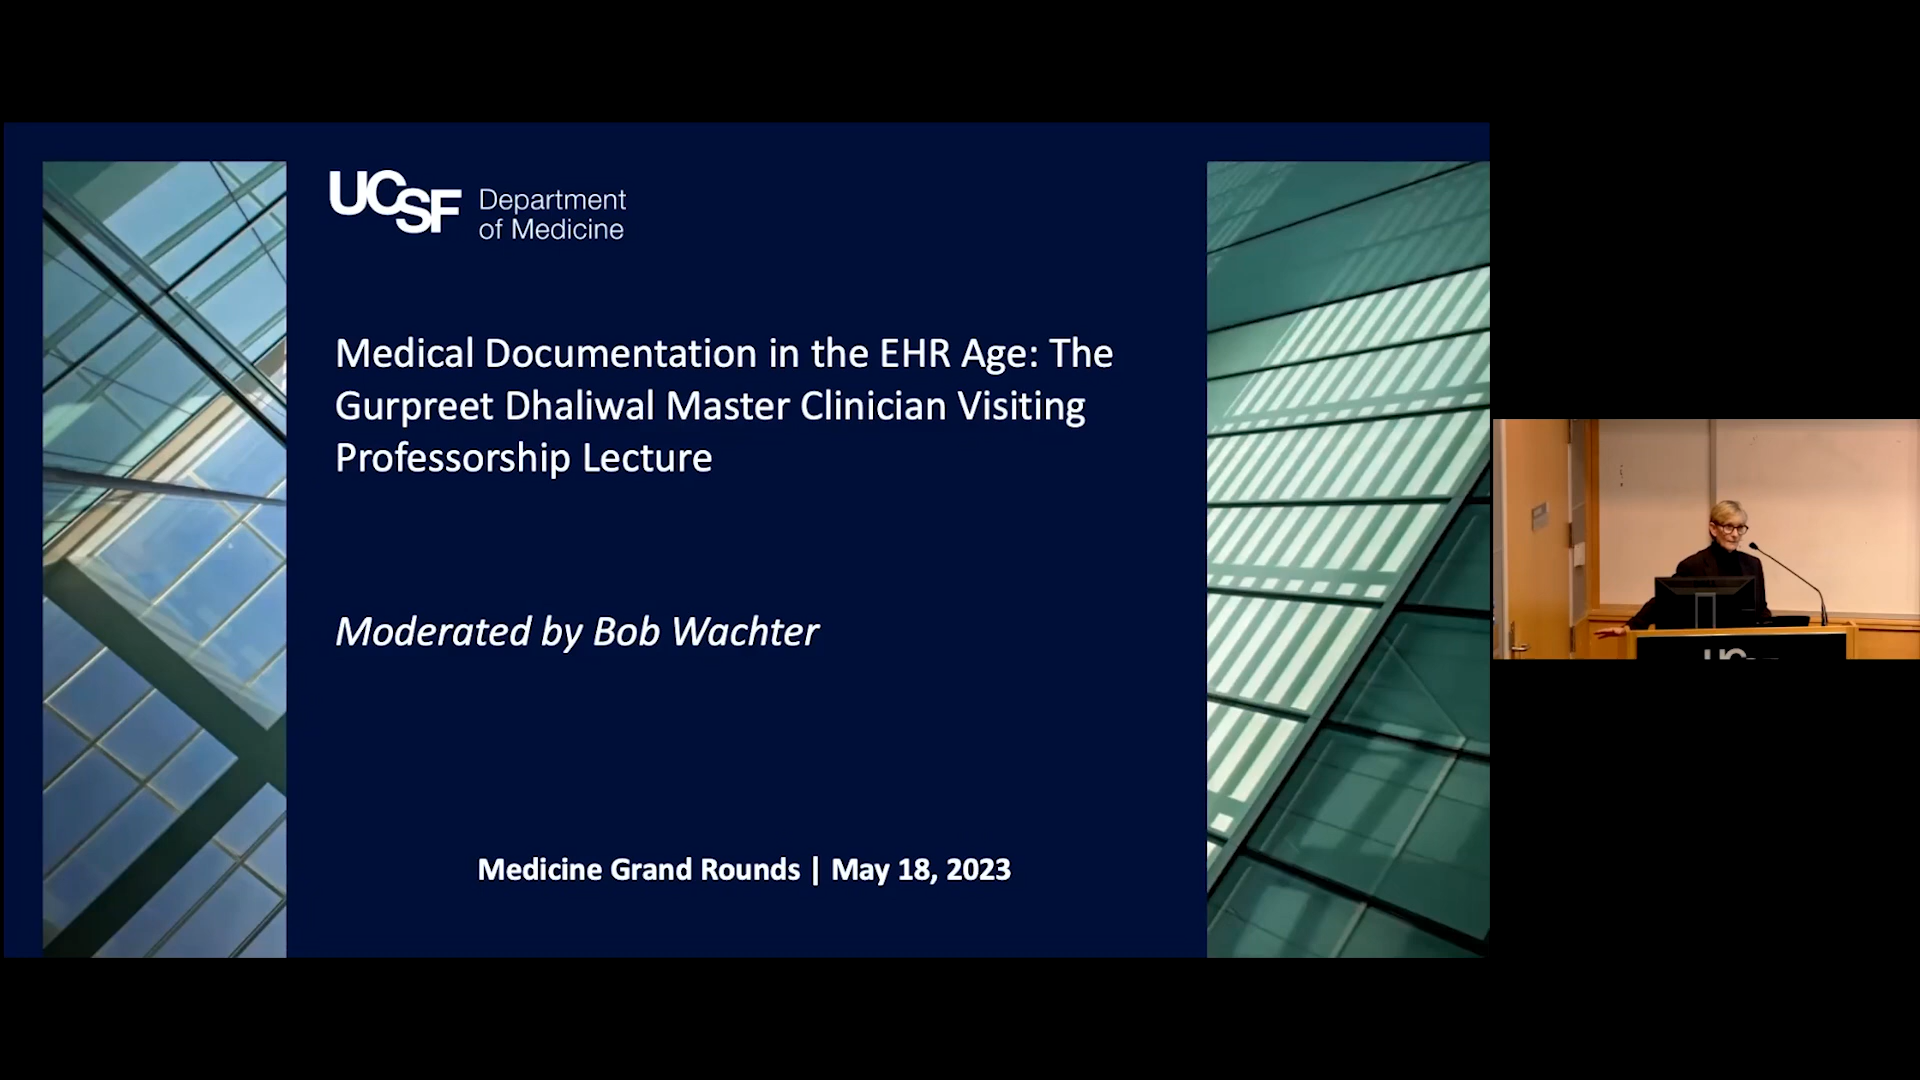 UCSF Department
of Medicine
Medical Documentation in the EHR Age: The
Gurpreet Dhaliwal Master Clinician Visiting
Professorship Lecture
Moderated by Bob Wachter
Medicine Grand Rounds | May 18, 2023